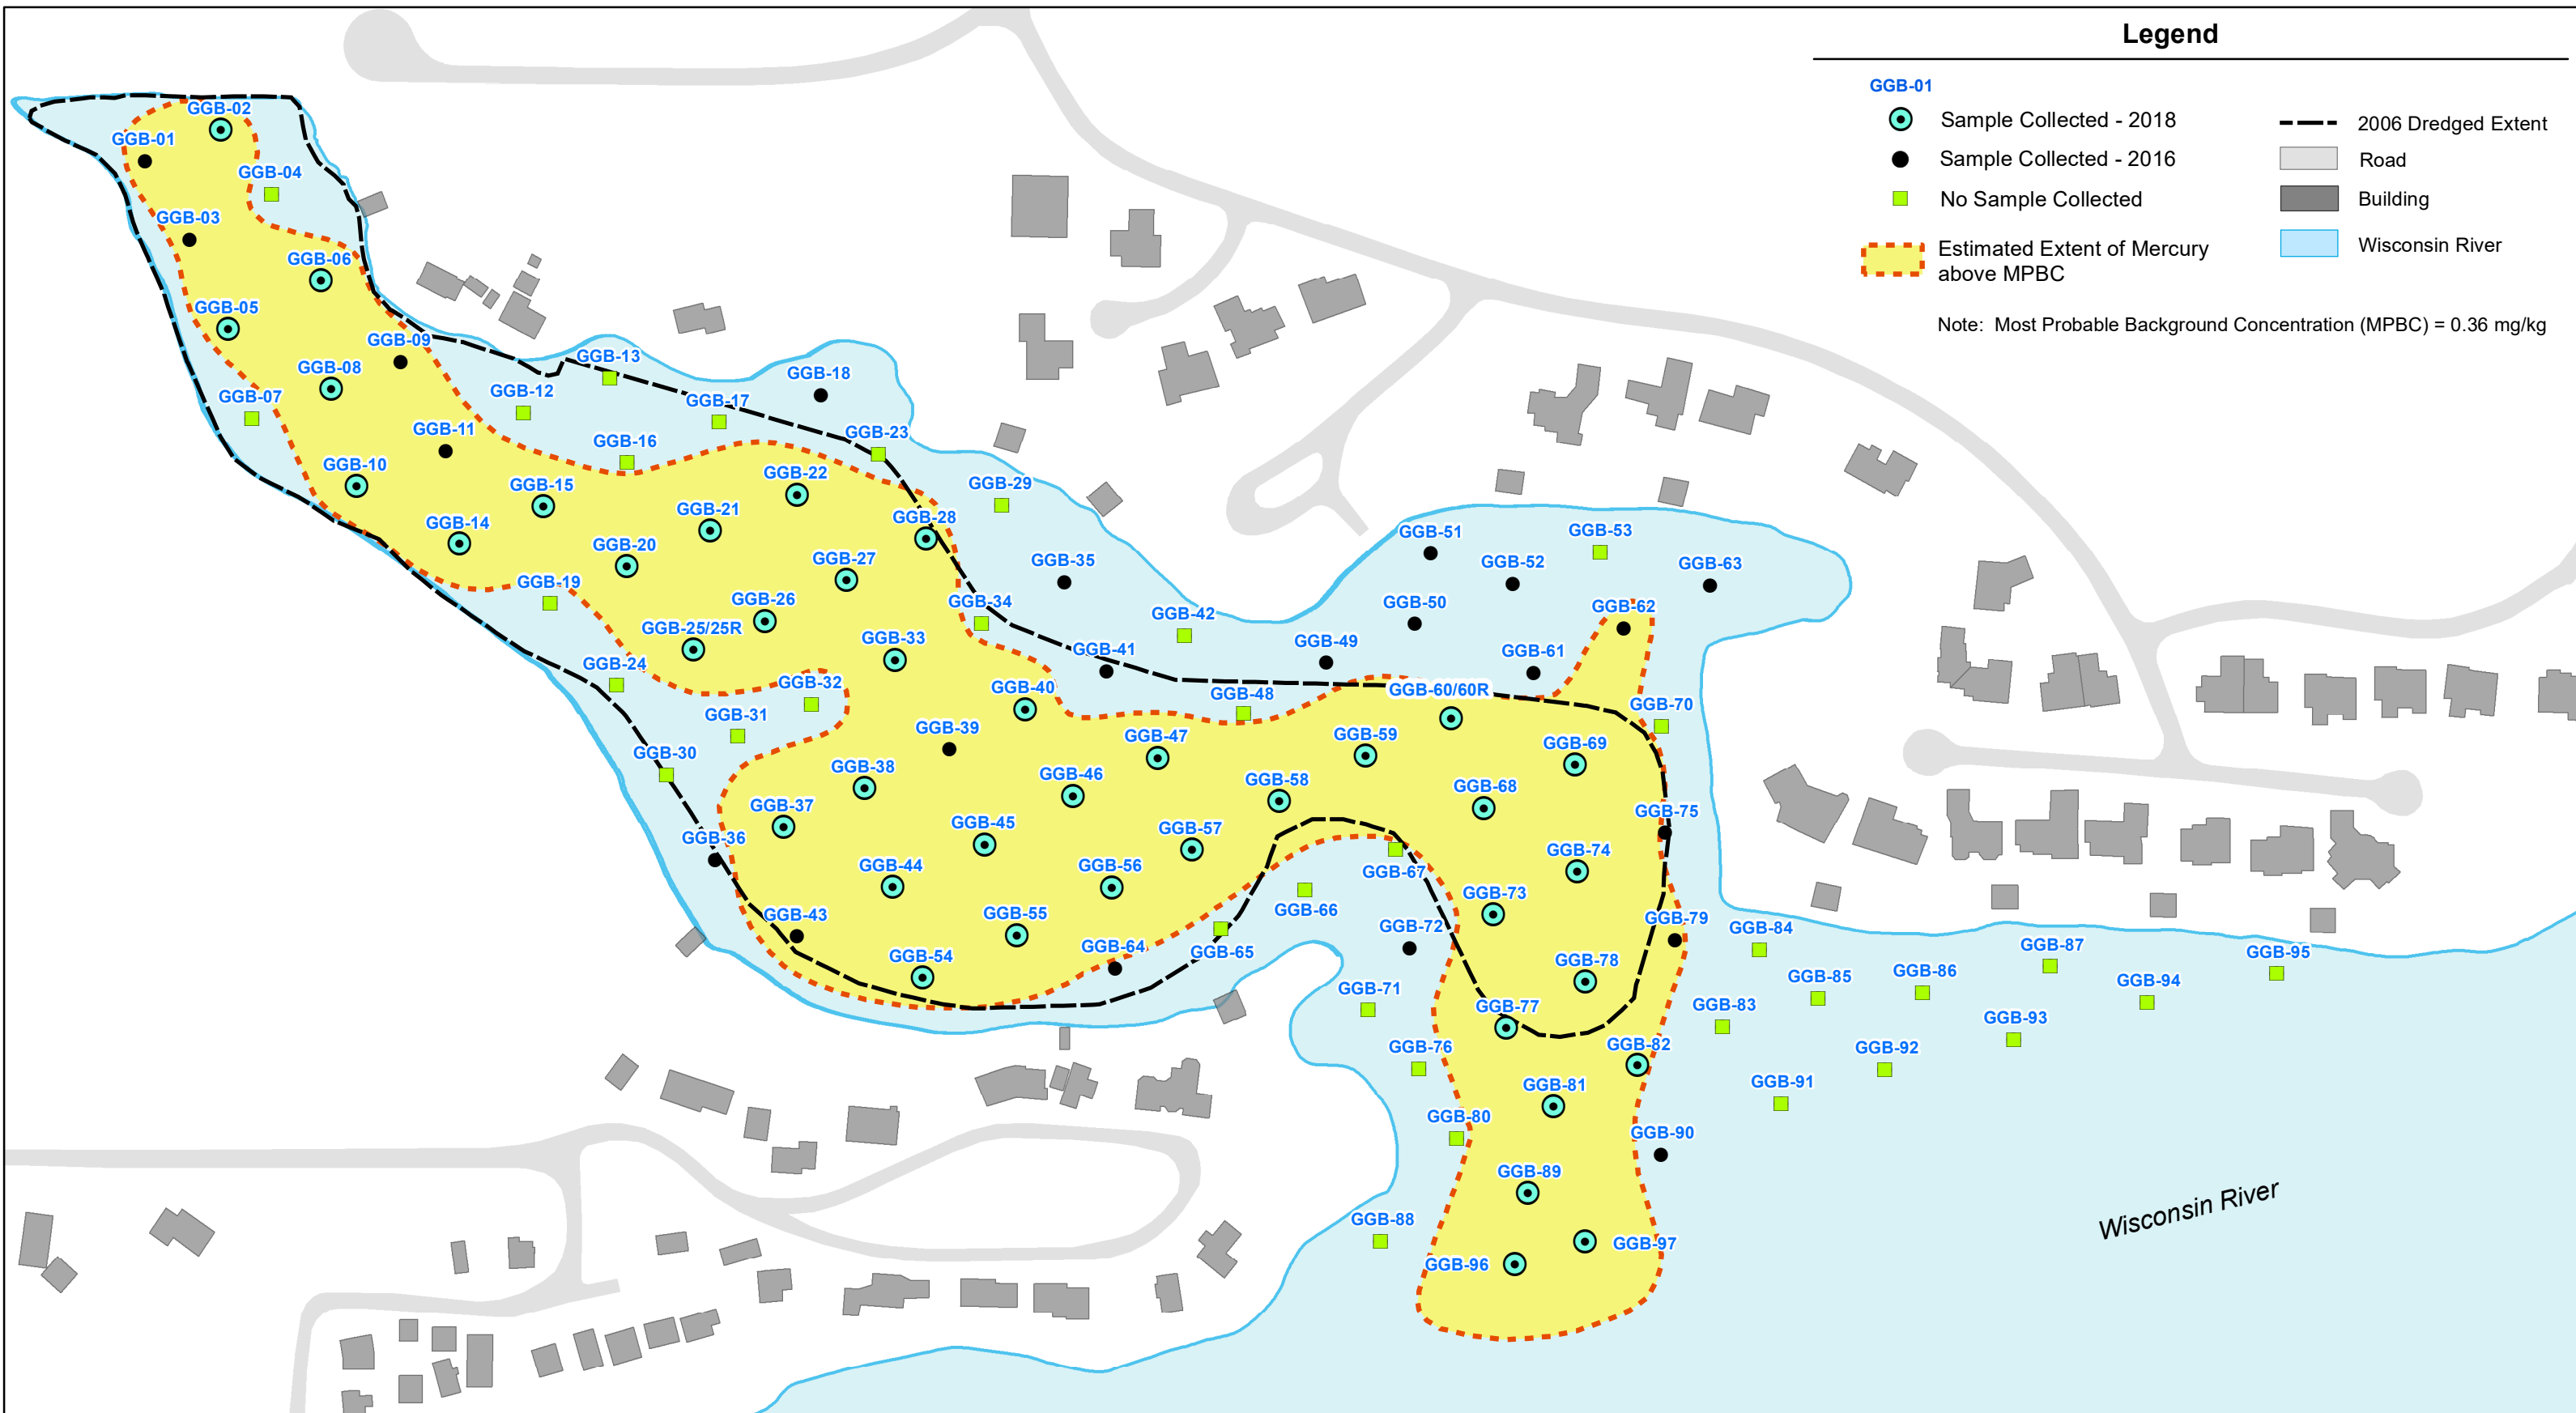 Legend
GGB-01
Sample Collected - 2018
Sample Collected - 2016
No Sample Collected
Estimated Extent of Mercury
above MPBC
2006 Dredged Extent
Road
Building
Wisconsin River
Note:  Most Probable Background Concentration (MPBC) = 0.36 mg/kg
GGB-02
GGB-01
GGB-04
GGB-03
GGB-06
GGB-05
GGB-09
GGB-08
GGB-07
GGB-13
GGB-12
GGB-18
GGB-17
GGB-11
GGB-16
GGB-23
GGB-10
GGB-15
GGB-22
GGB-29
GGB-14
GGB-21
GGB-28
GGB-20
GGB-27
GGB-35
GGB-51
GGB-53
GGB-52
GGB-63
GGB-19
GGB-26
GGB-34
GGB-42
GGB-50
GGB-62
GGB-25/25R
GGB-33
GGB-41
GGB-49
GGB-61
GGB-24
GGB-32
GGB-40
GGB-48
GGB-60/60R
GGB-70
GGB-31
GGB-39
GGB-47
GGB-59
GGB-69
GGB-30
GGB-38
GGB-46
GGB-58
GGB-68
GGB-37
GGB-45
GGB-57
GGB-75
GGB-36
GGB-44
GGB-56
GGB-67
GGB-74
GGB-73
GGB-43
GGB-55
GGB-66
GGB-72
GGB-79
GGB-84
GGB-54
GGB-64
GGB-65
GGB-78
GGB-87
GGB-95
GGB-71
GGB-77
GGB-85
GGB-86
GGB-94
GGB-83
GGB-93
GGB-76
GGB-82
GGB-92
GGB-81
GGB-91
GGB-80
GGB-90
GGB-89
GGB-88
GGB-97
GGB-96
Wisconsin River